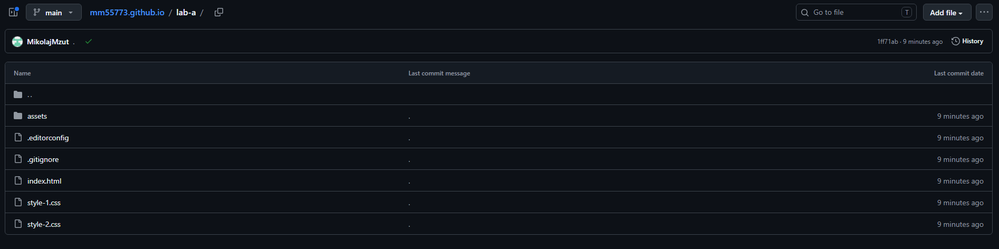 main mm55773.github.io / lab-a / Go to file T Add file ...
MikolajMzut . 1ff71ab · 9 minutes ago History
Name Last commit message Last commit date
..
assets . 9 minutes ago
.editorconfig . 9 minutes ago
.gitignore . 9 minutes ago
index.html . 9 minutes ago
style-1.css . 9 minutes ago
style-2.css . 9 minutes ago